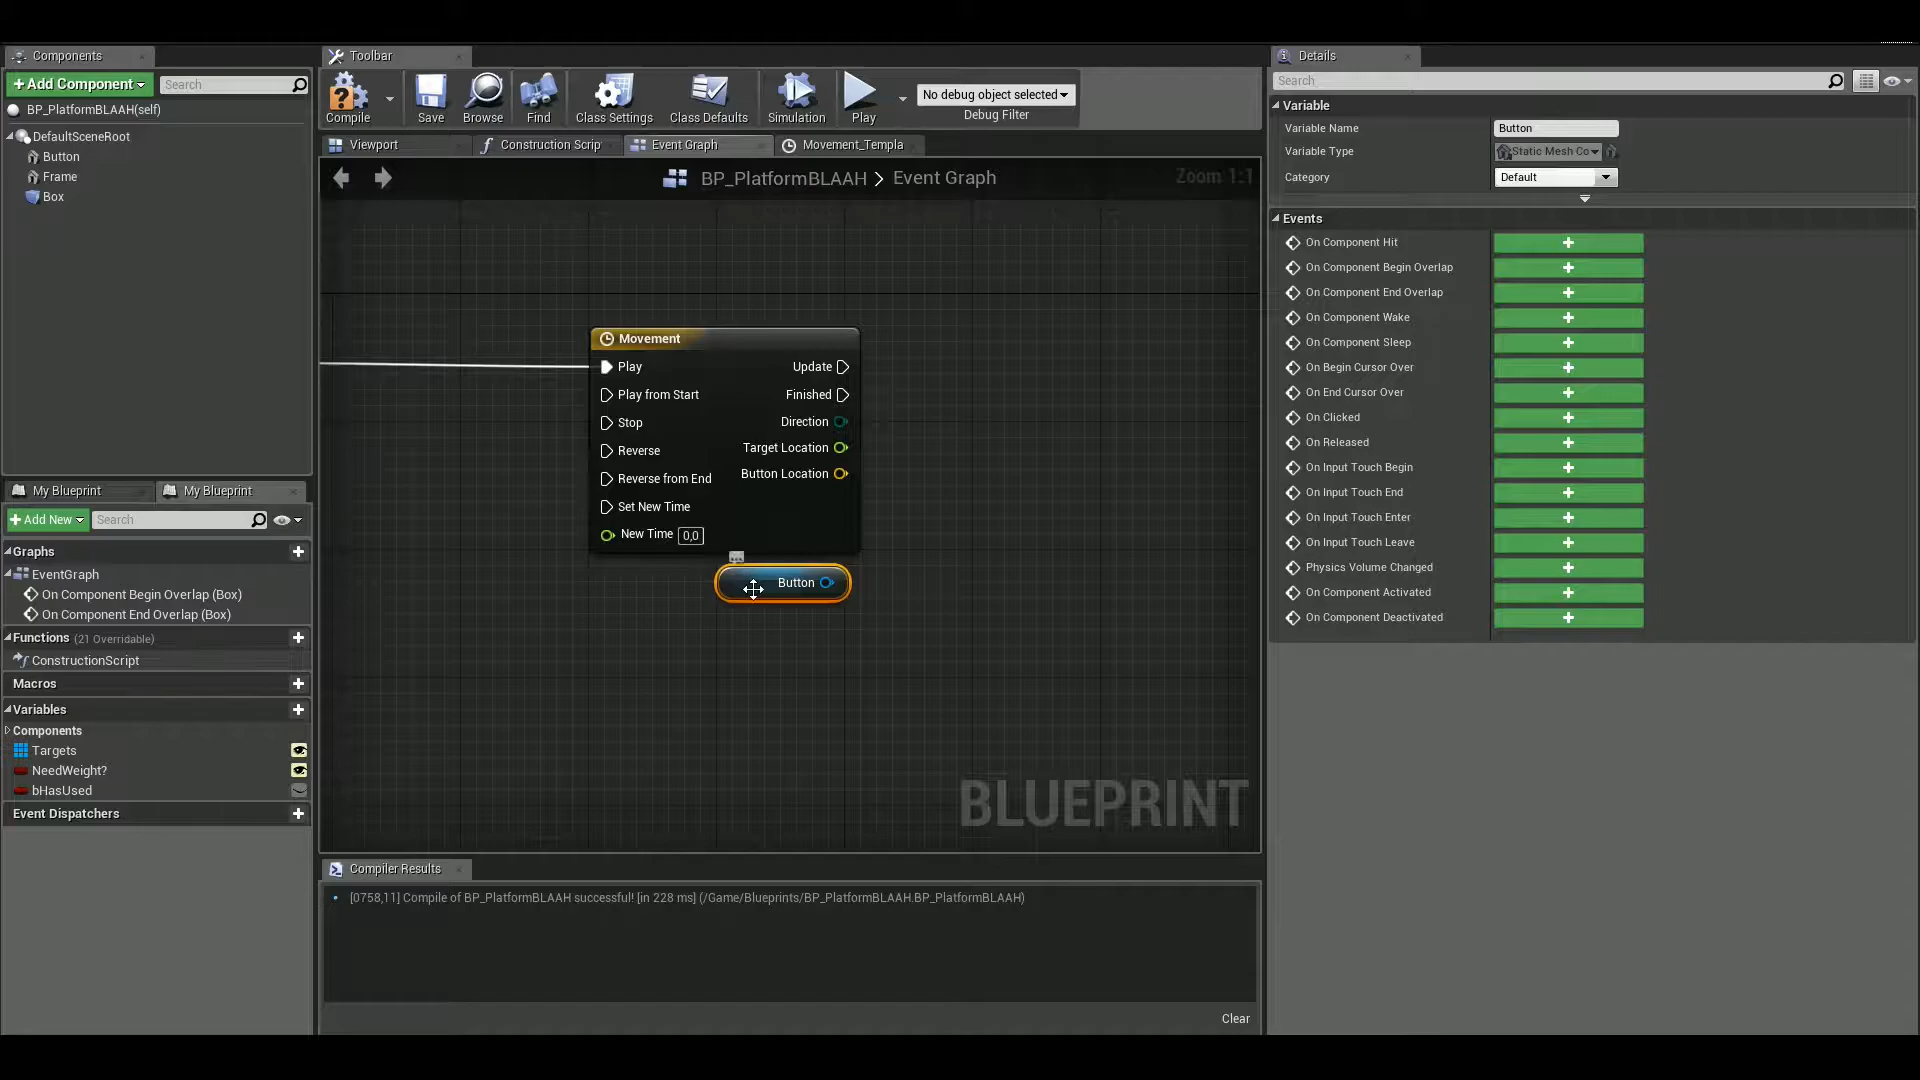 Components
Toolbar
Details
Add Component
Search
Compile
Save
Browse
Find
Class Settings
Class Defaults
Simulation
Play
No debug object selected
Debug Filter
Search
BP_PlatformBLAAH(self)
DefaultSceneRoot
Button
Frame
Box
Viewport
Construction Scrip
Event Graph
Movement_Templa
BP_PlatformBLAAH > Event Graph
Zoom 1:1
Variable
Variable Name
Button
Variable Type
Static Mesh Co
Category
Default
Events
On Component Hit
On Component Begin Overlap
On Component End Overlap
On Component Wake
On Component Sleep
On Begin Cursor Over
On End Cursor Over
On Clicked
On Released
On Input Touch Begin
On Input Touch End
On Input Touch Enter
On Input Touch Leave
Physics Volume Changed
On Component Activated
On Component Deactivated
Movement
Play
Update
Play from Start
Finished
Stop
Direction
Reverse
Target Location
Reverse from End
Button Location
Set New Time
New Time 0,0
Button
BLUEPRINT
My Blueprint
My Blueprint
Add New
Search
Graphs
EventGraph
On Component Begin Overlap (Box)
On Component End Overlap (Box)
Functions (21 Overridable)
ConstructionScript
Macros
Variables
Components
Targets
NeedWeight?
bHasUsed
Event Dispatchers
Compiler Results
[0758,11] Compile of BP_PlatformBLAAH successful! [in 228 ms] (/Game/Blueprints/BP_PlatformBLAAH.BP_PlatformBLAAH)
Clear